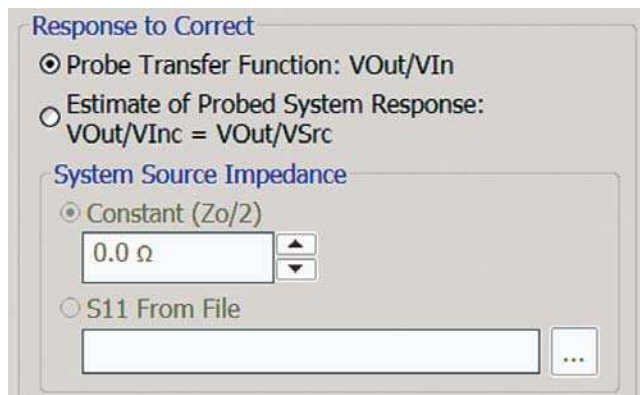 Response to Correct
Probe Transfer Function: VOut/VIn
Estimate of Probed System Response:
VOut/VInc = VOut/VSrc
System Source Impedance
Constant (Zo/2)
0.0 Ω
S11 From File
...